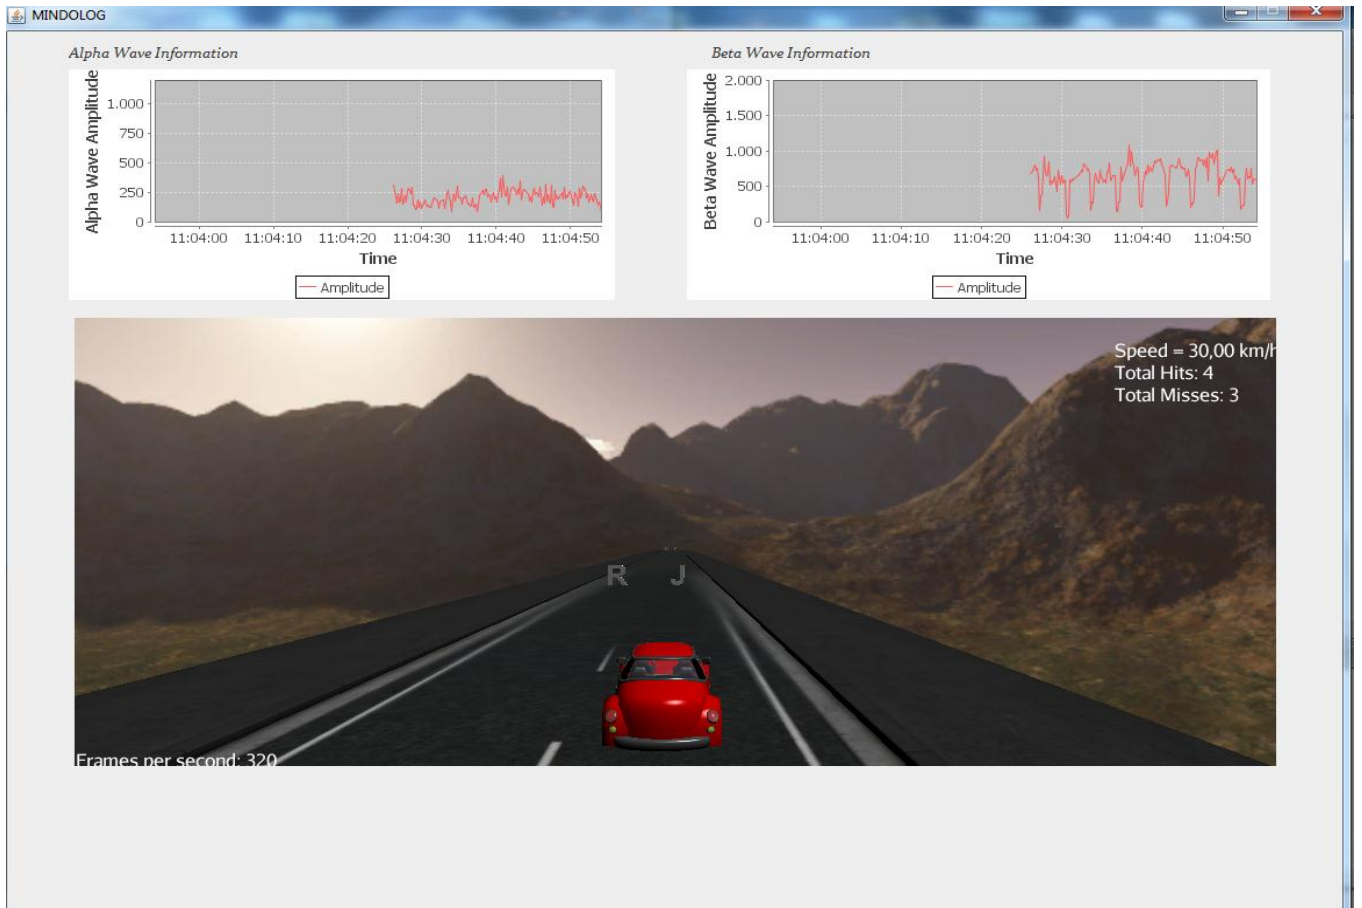 MINDOLOG
Alpha Wave Information
Alpha Wave Amplitude
1.000
750
500
250
0
11:04:00 11:04:10 11:04:20 11:04:30 11:04:40 11:04:50
Time
Amplitude
Beta Wave Information
Beta Wave Amplitude
2.000
1.500
1.000
500
0
11:04:00 11:04:10 11:04:20 11:04:30 11:04:40 11:04:50
Time
Amplitude
Speed = 30,00 km/h
Total Hits: 4
Total Misses: 3
R J
Frames per second: 320